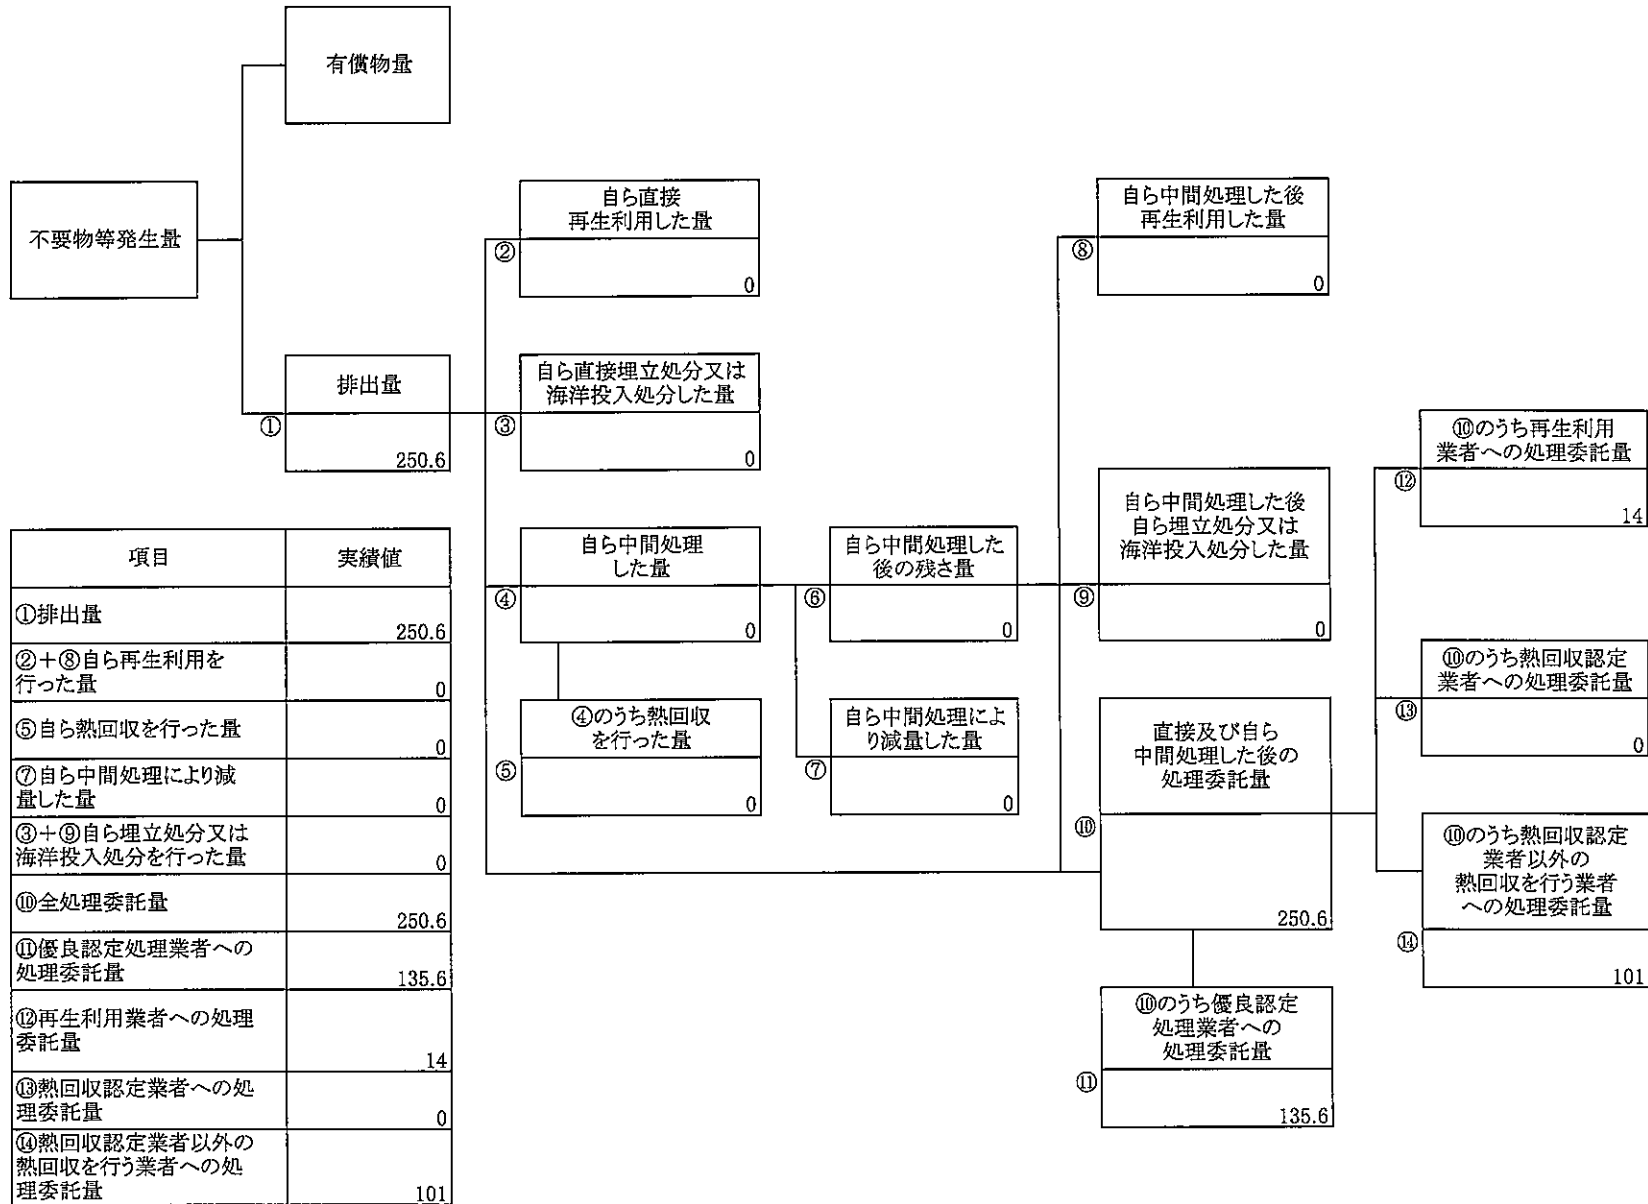 有償物量
不要物等発生量
自ら直接
再生利用した量
②
0
自ら中間処理した後
再生利用した量
⑧
0
排出量
①
250.6
自ら直接埋立処分又は
海洋投入処分した量
③
0
⑩のうち再生利用
業者への処理委託量
⑫
14
自ら中間処理した後
自ら埋立処分又は
海洋投入処分した量
⑨
0
自ら中間処理
した量
④
0
自ら中間処理した
後の残さ量
⑥
0
⑩のうち熱回収認定
業者への処理委託量
⑬
0
④のうち熱回収
を行った量
⑤
0
自ら中間処理によ
り減量した量
⑦
0
直接及び自ら
中間処理した後の
処理委託量
⑩
250.6
⑩のうち熱回収認定
業者以外の
熱回収を行う業者
への処理委託量
⑭
101
⑩のうち優良認定
処理業者への
処理委託量
⑪
135.6
項目 実績値
①排出量
250.6
②+⑧自ら再生利用を
行った量
0
⑤自ら熱回収を行った量
0
⑦自ら中間処理により減
量した量
0
③+⑨自ら埋立処分又は
海洋投入処分を行った量
0
⑩全処理委託量
250.6
⑪優良認定処理業者への
処理委託量
135.6
⑫再生利用業者への処理
委託量
14
⑬熱回収認定業者への処
理委託量
0
⑭熱回収認定業者以外の
熱回収を行う業者への処
理委託量
101